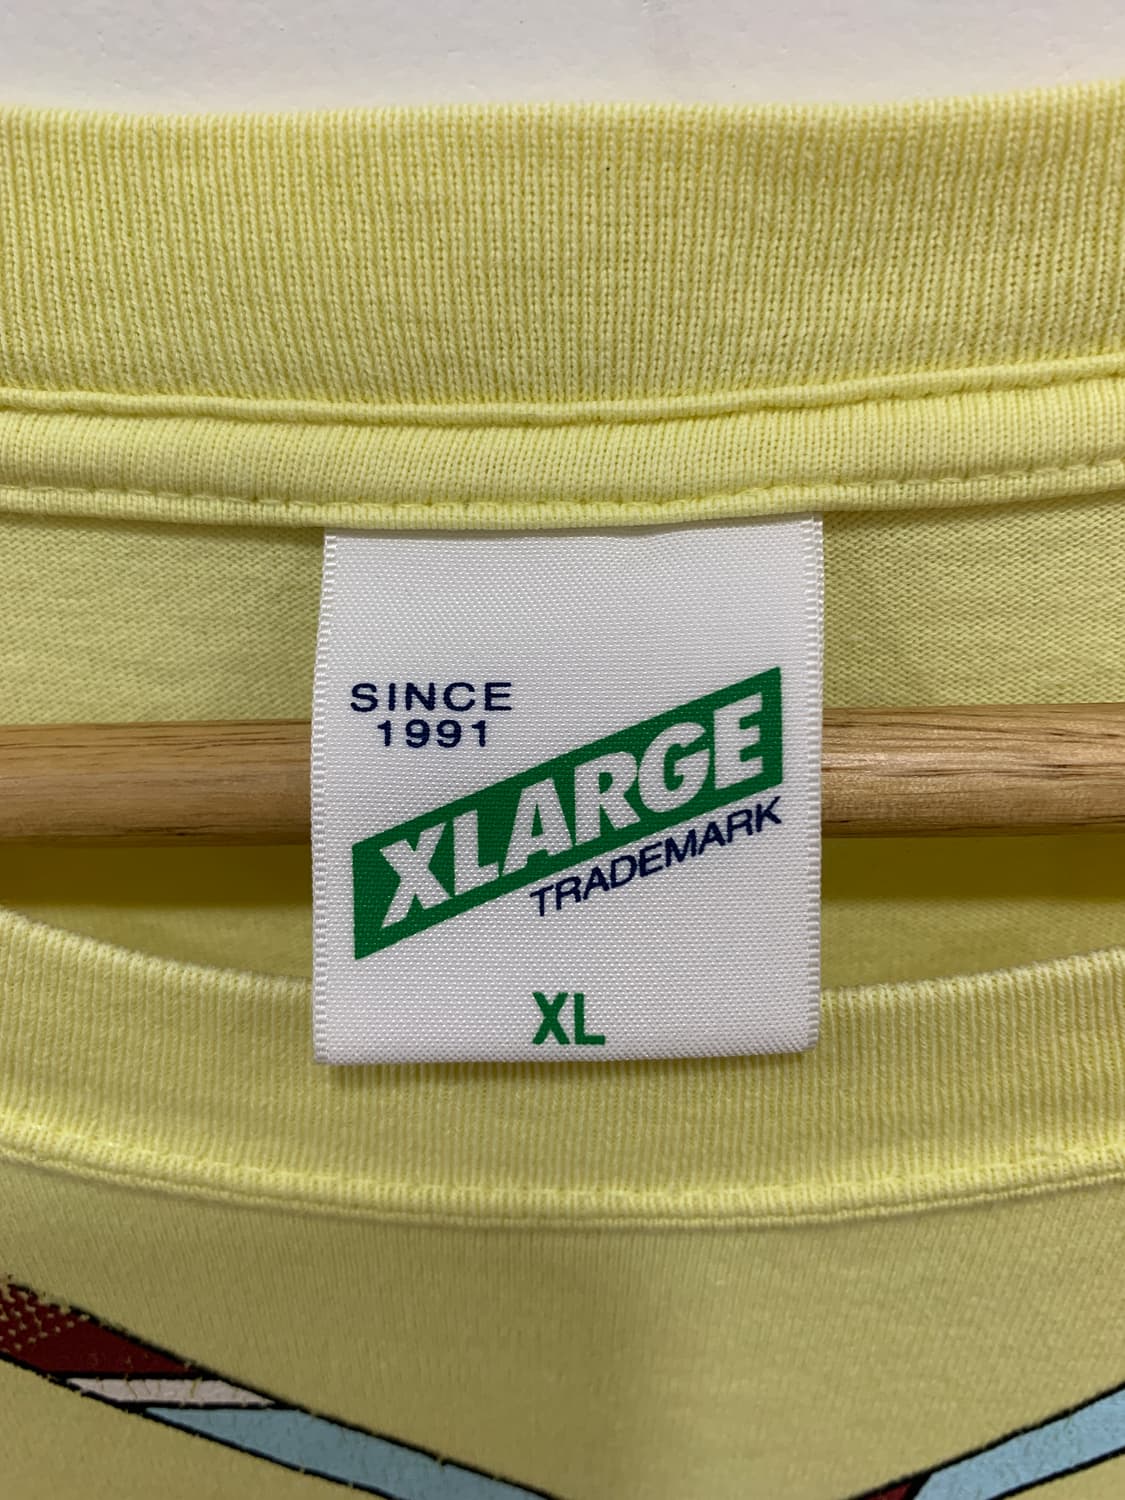 SINCE
1991
XLARGE
TRADEMARK
XL